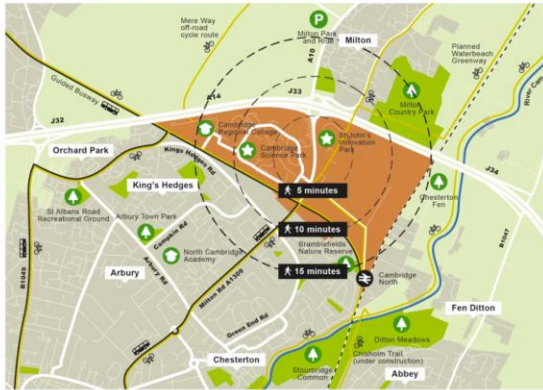 Mere Way
off-road
cycle route
P
Milton Park
and Ride
A10
Milton
Planned
Waterbeach
Greenway
Guided Busway
A14
J33
Milton
Country Park
River Cam
J32
Cambridge
Regional College
Cambridge
Science Park
St John's
Innovation
Park
Orchard Park
Kings Hedges Rd
J34
King's Hedges
5 minutes
Chesterton
Fen
St Albans Road
Recreational Ground
Arbury Town Park
Campkin Rd
10 minutes
Bramblefields
Nature Reserve
B1047
B1049
North Cambridge
Academy
15 minutes
Cambridge
North
Arbury
Arbury Rd
Milton Rd A1309
Fen Ditton
Green End Rd
Ditton Meadows
Chesterton
Chisholm Trail
(under construction)
Stourbridge
Common
Abbey